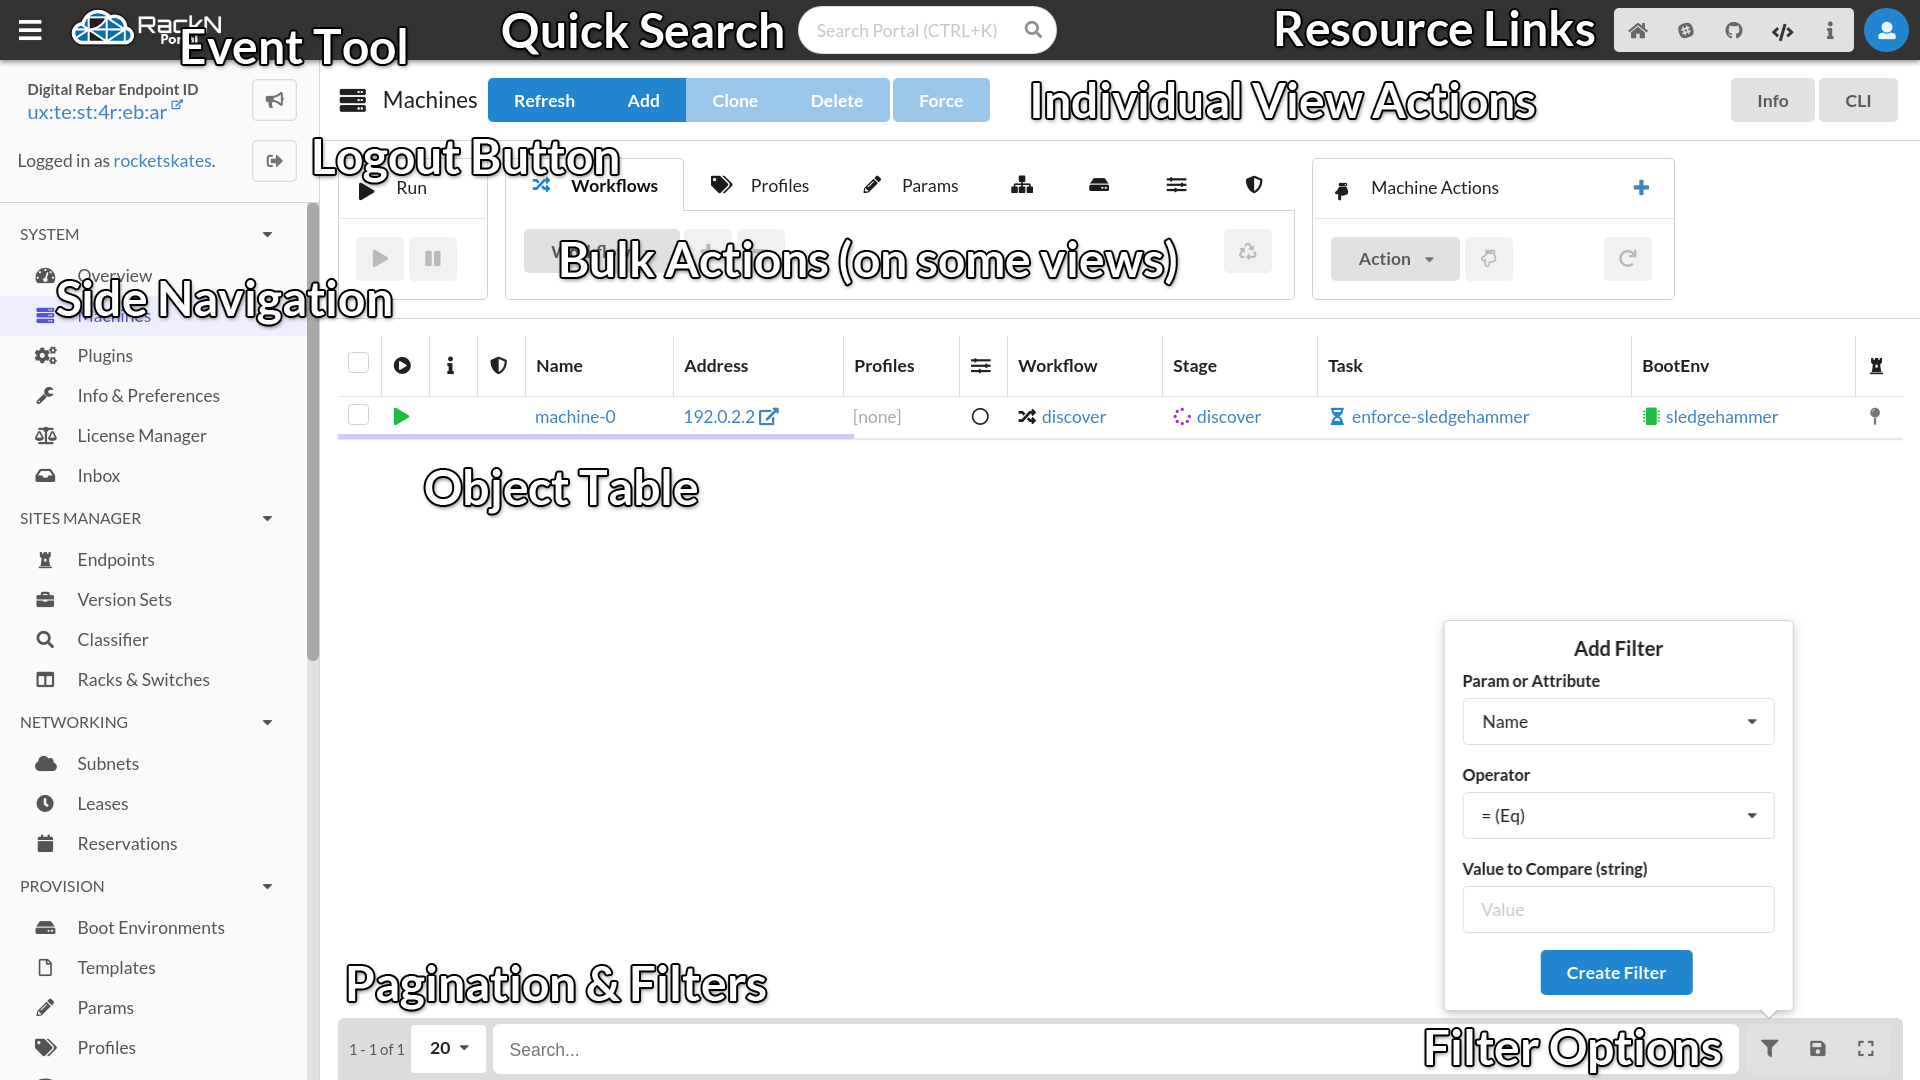 RackN
Portal
Event Tool
Quick Search
Search Portal (CTRL+K)
Resource Links
Digital Rebar Endpoint ID
ux:te:st:4r:eb:ar
Logged in as rocketskates.
Logout Button
Machines
Refresh
Add
Clone
Delete
Force
Individual View Actions
Info
CLI
Run
Workflows
Profiles
Params
Machine Actions
Bulk Actions (on some views)
Action
SYSTEM
Overview
Side Navigation
Machines
Plugins
Info & Preferences
License Manager
Inbox
SITES MANAGER
Endpoints
Version Sets
Classifier
Racks & Switches
NETWORKING
Subnets
Leases
Reservations
PROVISION
Boot Environments
Templates
Params
Profiles
Name Address Profiles Workflow Stage Task BootEnv
machine-0 192.0.2.2 [none] discover discover enforce-sledgehammer sledgehammer
Object Table
Add Filter
Param or Attribute
Name
Operator
= (Eq)
Value to Compare (string)
Value
Create Filter
Pagination & Filters
1 - 1 of 1
20
Search...
Filter Options